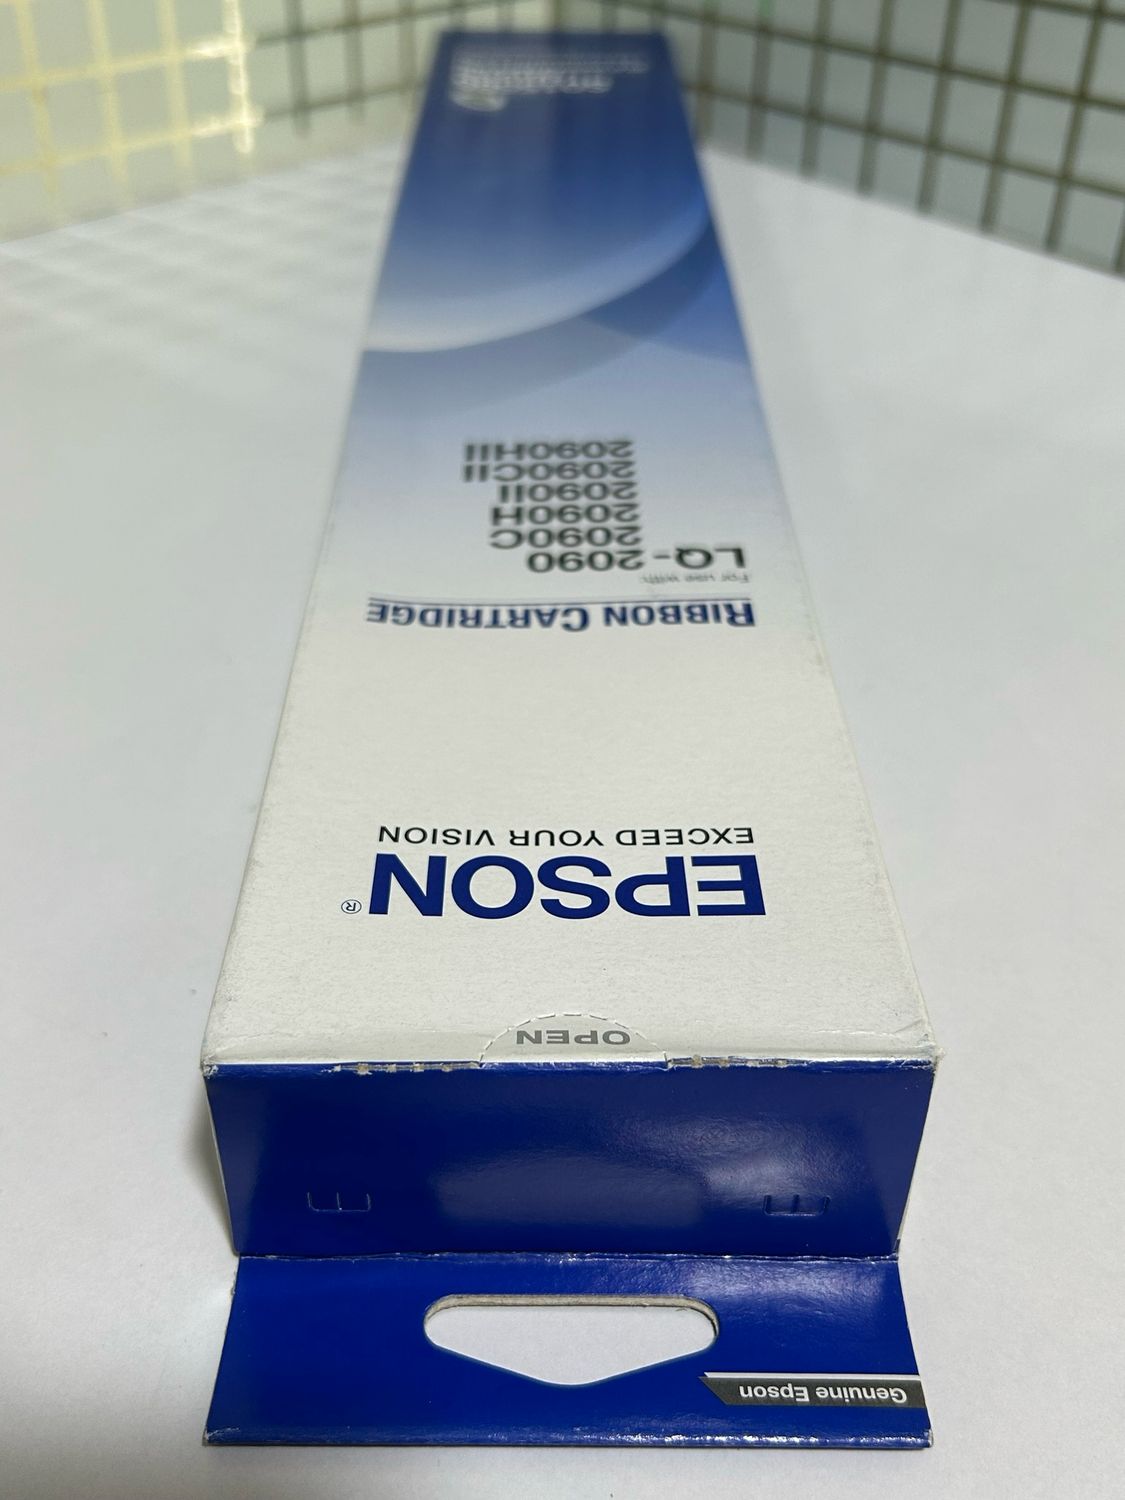 Genuine Epson
OPEN
EPSON®
EXCEED YOUR VISION
RIBBON CARTRIDGE
For use with:
LQ-2090
2090C
2090H
2090II
2090CII
2090HII